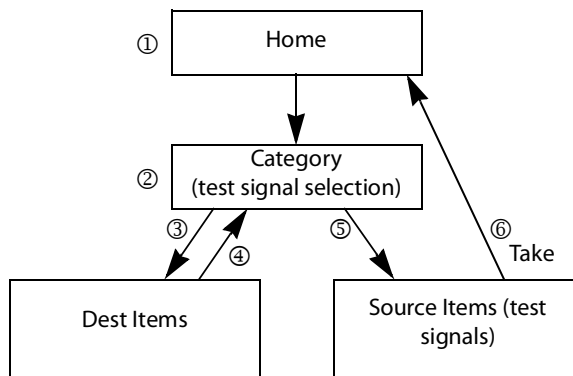 ① Home
② Category
(test signal selection)
③ ④ ⑤ ⑥
Take
Dest Items
Source Items (test
signals)